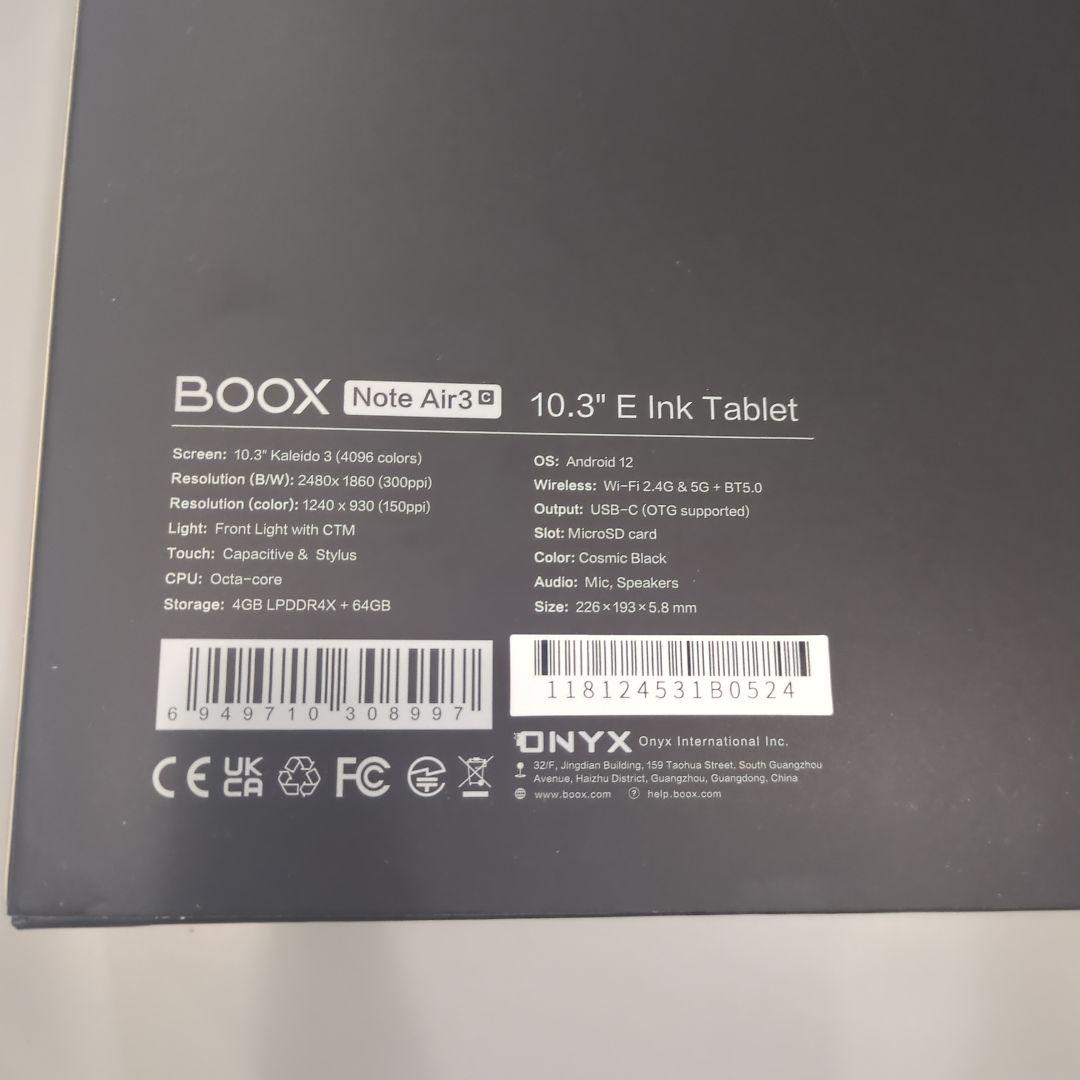 BOOX Note Air3 C 10.3" E Ink Tablet
Screen: 10.3" Kaleido 3 (4096 colors)
Resolution (B/W): 2480x 1860 (300ppi)
Resolution (color): 1240 x 930 (150ppi)
Light: Front Light with CTM
Touch: Capacitive & Stylus
CPU: Octa-core
Storage: 4GB LPDDR4X + 64GB
OS: Android 12
Wireless: Wi-Fi 2.4G & 5G + BT5.0
Output: USB-C (OTG supported)
Slot: MicroSD card
Color: Cosmic Black
Audio: Mic, Speakers
Size: 226×193×5.8 mm
6 949710 308997
118124531B0524
CE UK CA FC
ONYX Onyx International Inc.
32/F, Jingdian Building, 159 Taohua Street, South Guangzhou
Avenue, Haizhu District, Guangzhou, Guangdong, China
www.boox.com ? help.boox.com